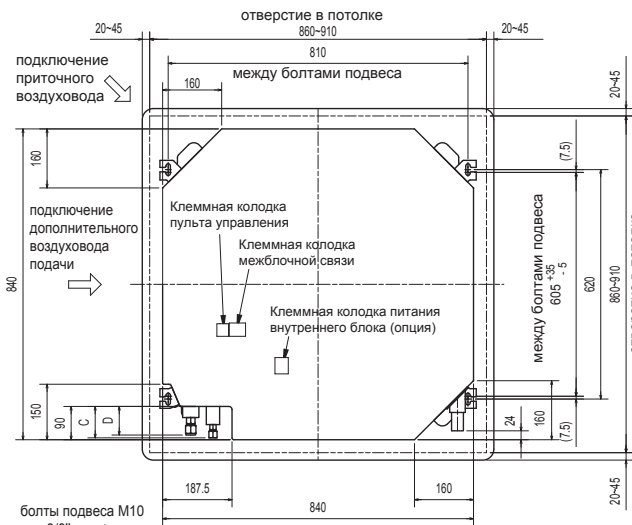 отверстие в потолке
20~45
860~910
20~45
810
подключение
приточного
воздуховода
между болтами подвеса
160
20~45
160
(7.5)
Клеммная колодка
пульта управления
подключение
дополнительного
воздуховода
подачи
Клеммная колодка
межблочной связи
840
между болтами подвеса
605 +35 - 5
620
860~910
Клеммная колодка питания
внутреннего блока (опция)
150
90
C
D
24
160
(7.5)
187.5
160
20~45
840
болты подвеса М10